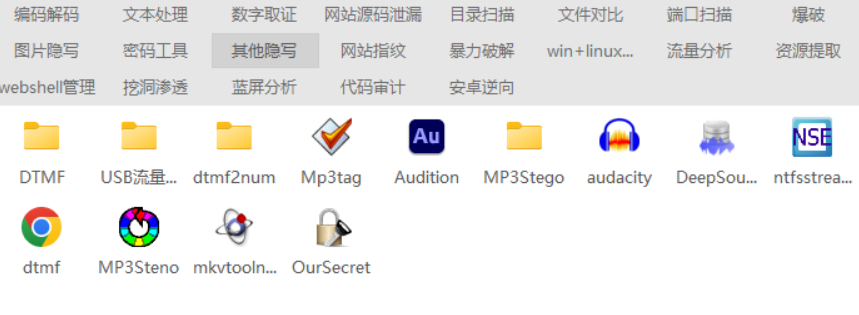 编码解码 文本处理 数字取证 网站源码泄漏 目录扫描 文件对比 端口扫描 爆破
图片隐写 密码工具 其他隐写 网站指纹 暴力破解 win+linux... 流量分析 资源提取
webshell管理 挖洞渗透 蓝屏分析 代码审计 安卓逆向
Au NSE
DTMF USB流量... dtmf2num Mp3tag Audition MP3Stego audacity DeepSou... ntfsstrea...
dtmf MP3Steno mkvtooln... OurSecret